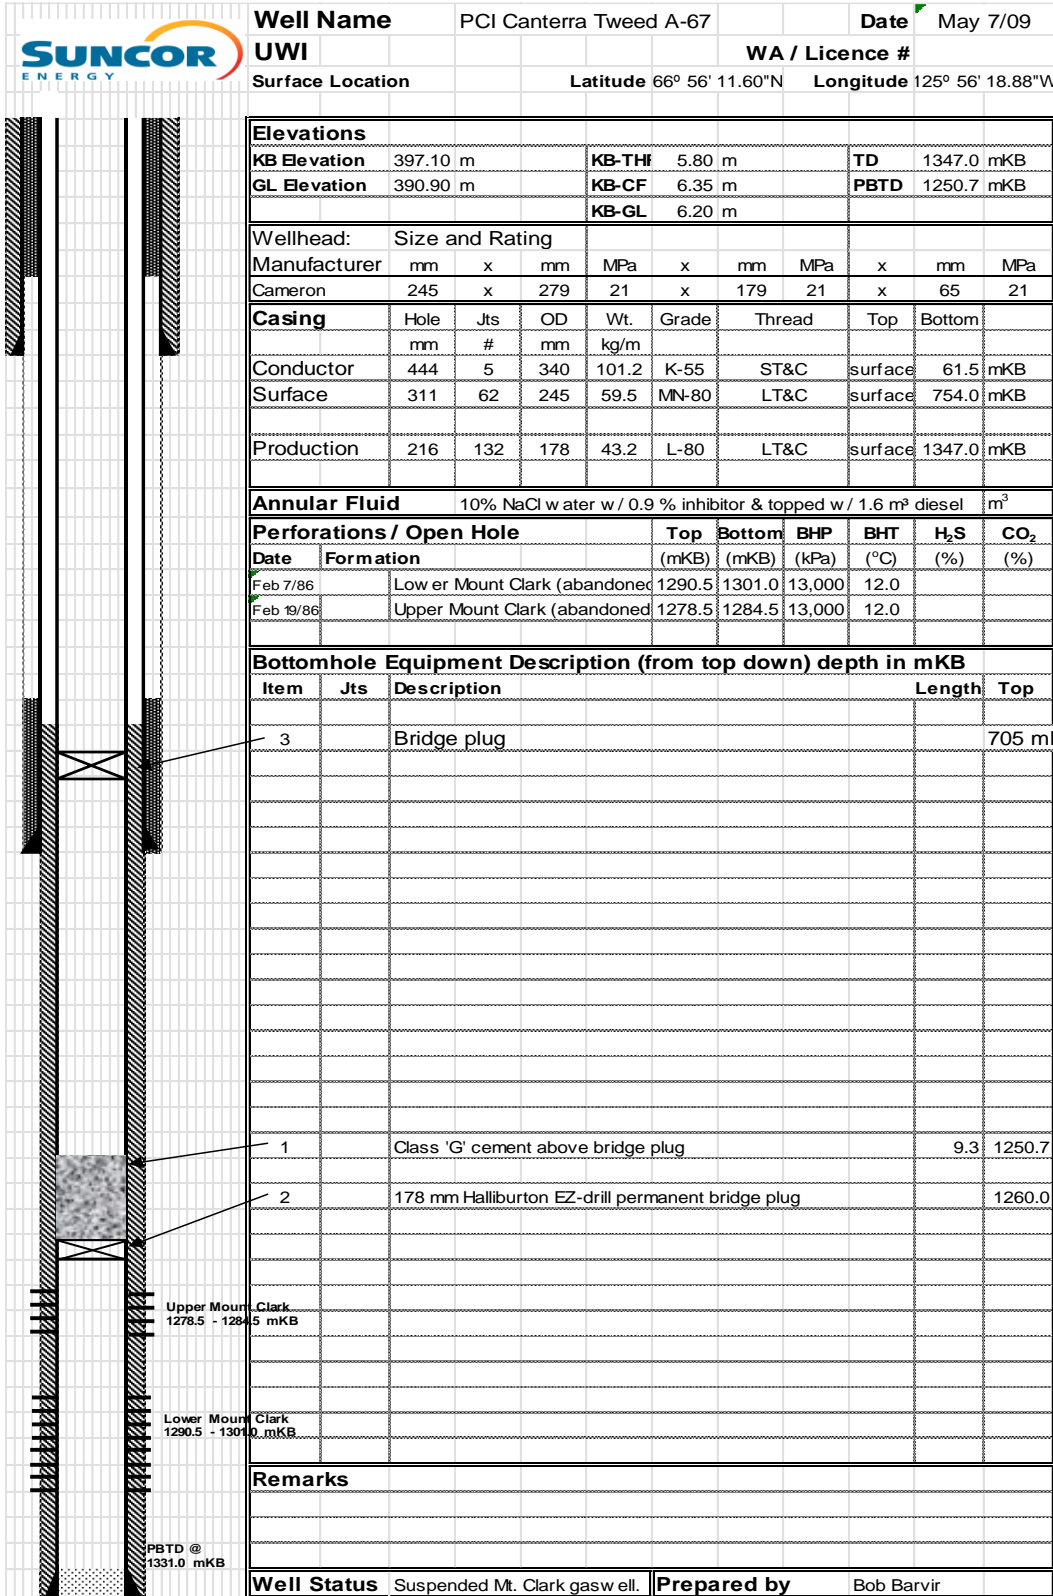 SUNCOR
ENERGY
Well Name PCI Canterra Tweed A-67 Date May 7/09
UWI WA / Licence #
Surface Location Latitude 66º 56' 11.60"N Longitude 125º 56' 18.88"W
Elevations
KB Elevation 397.10 m KB-THF 5.80 m TD 1347.0 mKB
GL Elevation 390.90 m KB-CF 6.35 m PBTD 1250.7 mKB
KB-GL 6.20 m
Wellhead: Size and Rating
Manufacturer mm x mm MPa x mm MPa x mm MPa
Cameron 245 x 279 21 x 179 21 x 65 21
Casing Hole Jts OD Wt. Grade Thread Top Bottom
mm # mm kg/m
Conductor 444 5 340 101.2 K-55 ST&C surface 61.5 mKB
Surface 311 62 245 59.5 MN-80 LT&C surface 754.0 mKB
Production 216 132 178 43.2 L-80 LT&C surface 1347.0 mKB
Annular Fluid 10% NaCl water w/ 0.9 % inhibitor & topped w/ 1.6 m³ diesel m³
Perforations / Open Hole Top Bottom BHP BHT H₂S CO₂
Date Formation (mKB) (mKB) (kPa) (°C) (%) (%)
Feb 7/86 Lower Mount Clark (abandoned 1290.5 1301.0 13,000 12.0
Feb 19/86 Upper Mount Clark (abandoned 1278.5 1284.5 13,000 12.0
Bottomhole Equipment Description (from top down) depth in mKB
Item Jts Description Length Top
3 Bridge plug 705 ml
1 Class 'G' cement above bridge plug 9.3 1250.7
2 178 mm Halliburton EZ-drill permanent bridge plug 1260.0
Upper Mount Clark
1278.5 - 1284.5 mKB
Lower Mount Clark
1290.5 - 1301.0 mKB
Remarks
PBTD @
1331.0 mKB
Well Status Suspended Mt. Clark gas well. Prepared by Bob Barvir